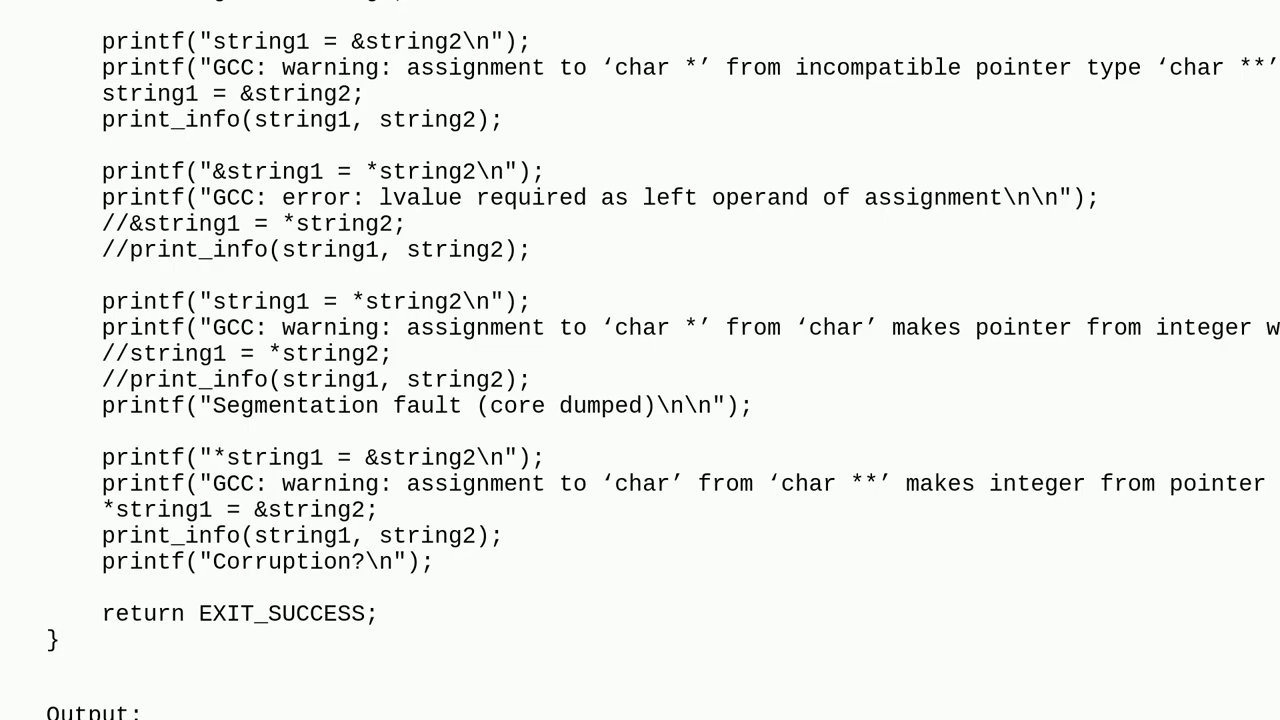 printf("string1 = &string2\n");
printf("GCC: warning: assignment to ‘char *’ from incompatible pointer type ‘char **’
string1 = &string2;
print_info(string1, string2);
printf("&string1 = *string2\n");
printf("GCC: error: lvalue required as left operand of assignment\n\n");
//&string1 = *string2;
//print_info(string1, string2);
printf("string1 = *string2\n");
printf("GCC: warning: assignment to ‘char *’ from ‘char’ makes pointer from integer w
//string1 = *string2;
//print_info(string1, string2);
printf("Segmentation fault (core dumped)\n\n");
printf("*string1 = &string2\n");
printf("GCC: warning: assignment to ‘char’ from ‘char **’ makes integer from pointer
*string1 = &string2;
print_info(string1, string2);
printf("Corruption?\n");
return EXIT_SUCCESS;
}
Output: